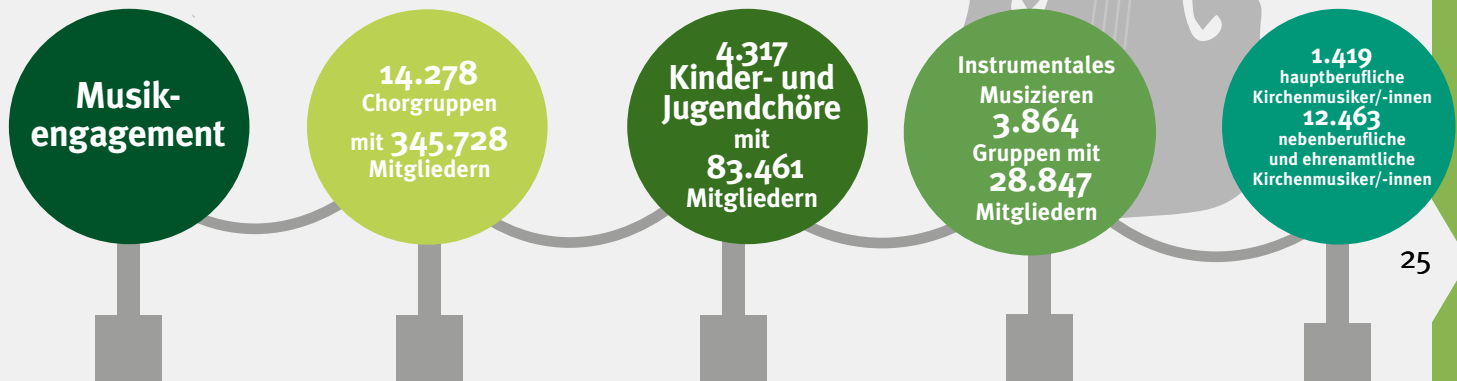 Musik-
engagement
14.278
Chorgruppen
mit 345.728
Mitgliedern
4.317
Kinder- und
Jugendchöre
mit
83.461
Mitgliedern
Instrumentales
Musizieren
3.864
Gruppen mit
28.847
Mitgliedern
1.419
hauptberufliche
Kirchenmusiker/-innen
12.463
nebenberufliche
und ehrenamtliche
Kirchenmusiker/-innen
25